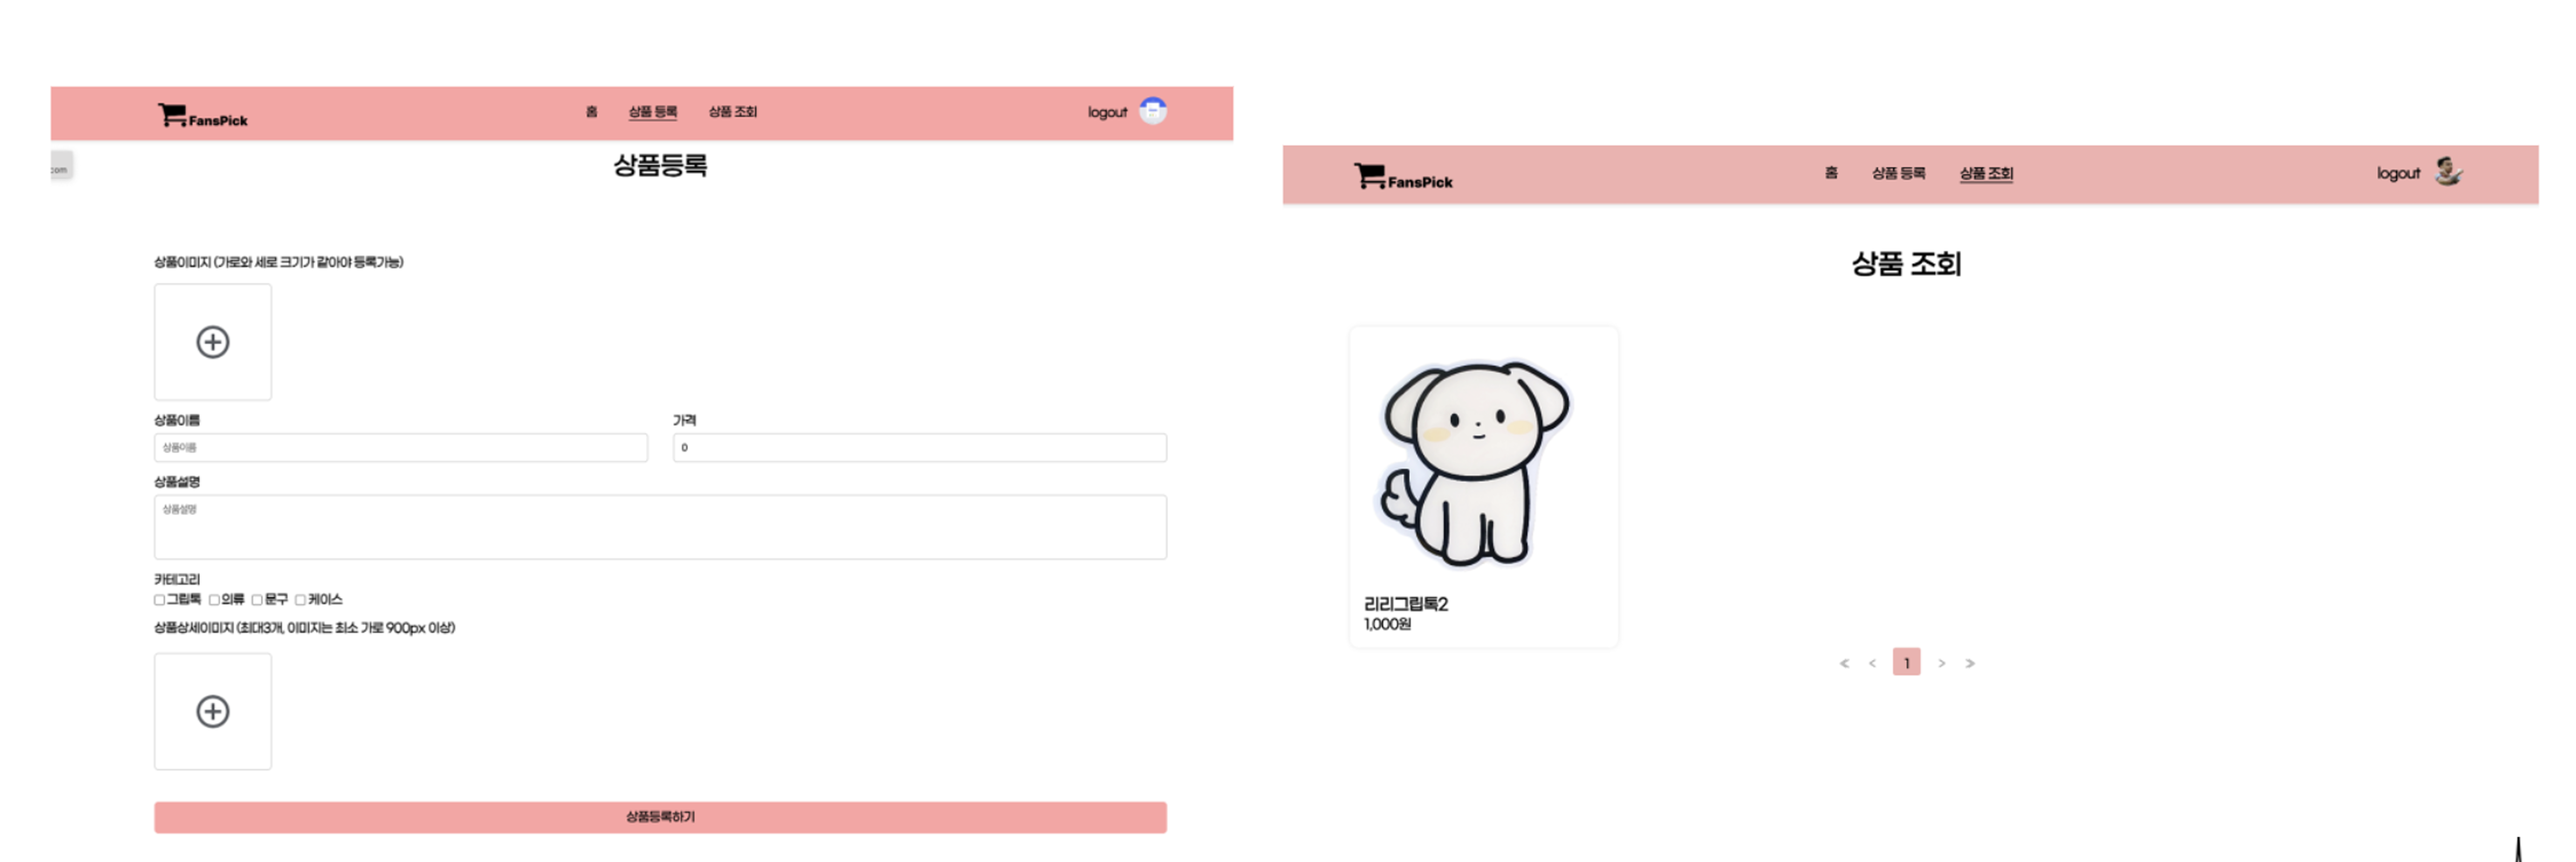 FansPick
홈 상품 등록 상품 조회
logout
com
상품등록
상품이미지 (가로와 세로 크기가 같아야 등록가능)
상품이름 가격
상품이름 0
상품설명
상품설명
카테고리
그립톡 의류 문구 케이스
상품상세이미지 (최대3개, 이미지는 최소 가로 900px 이상)
상품등록하기
FansPick
홈 상품 등록 상품 조회
logout
상품 조회
리리그립톡2
1,000원
« < 1 > »